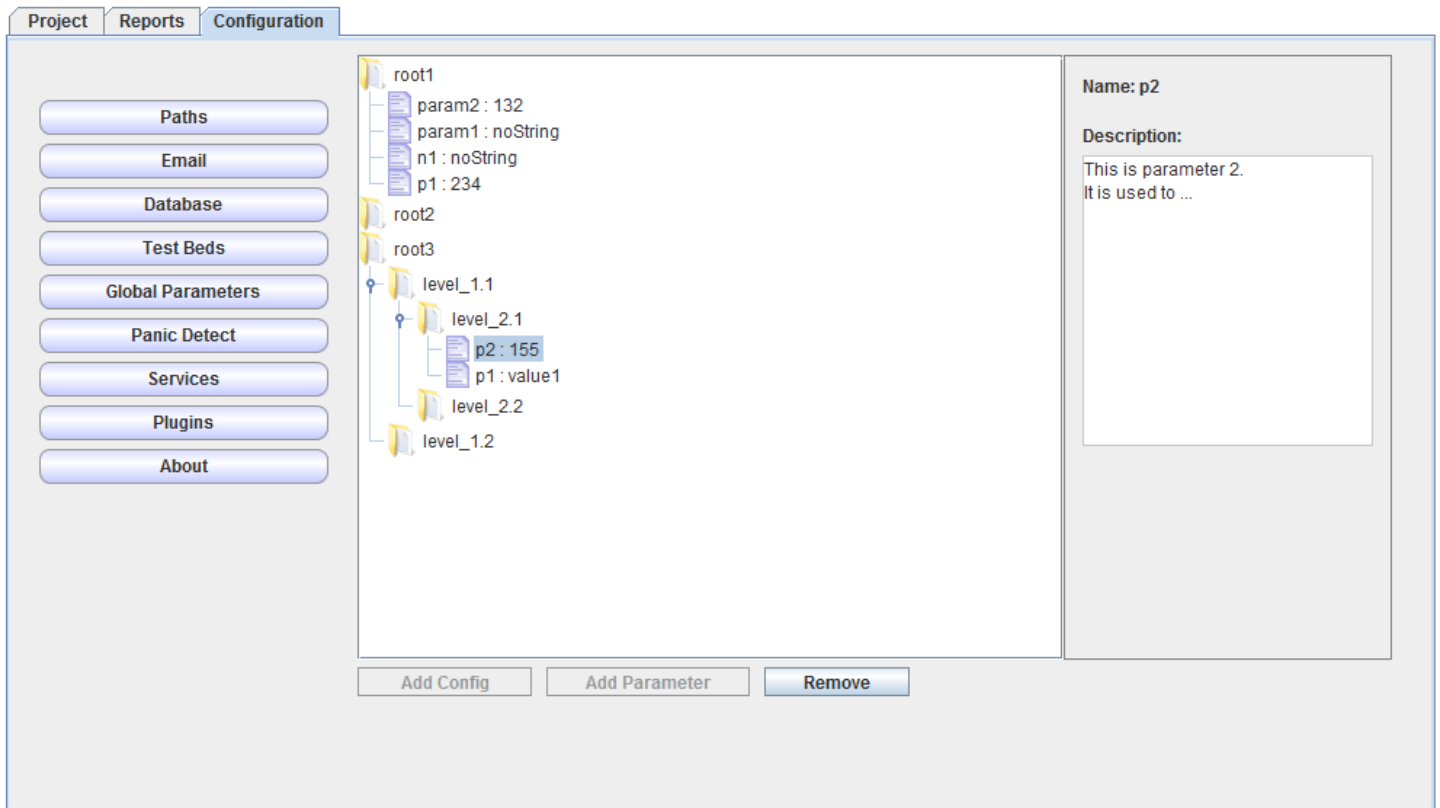 Project Reports Configuration
Paths
Email
Database
Test Beds
Global Parameters
Panic Detect
Services
Plugins
About
root1
param2 : 132
param1 : noString
n1 : noString
p1 : 234
root2
root3
level_1.1
level_2.1
p2 : 155
p1 : value1
level_2.2
level_1.2
Add Config Add Parameter Remove
Name: p2
Description:
This is parameter 2.
It is used to ...